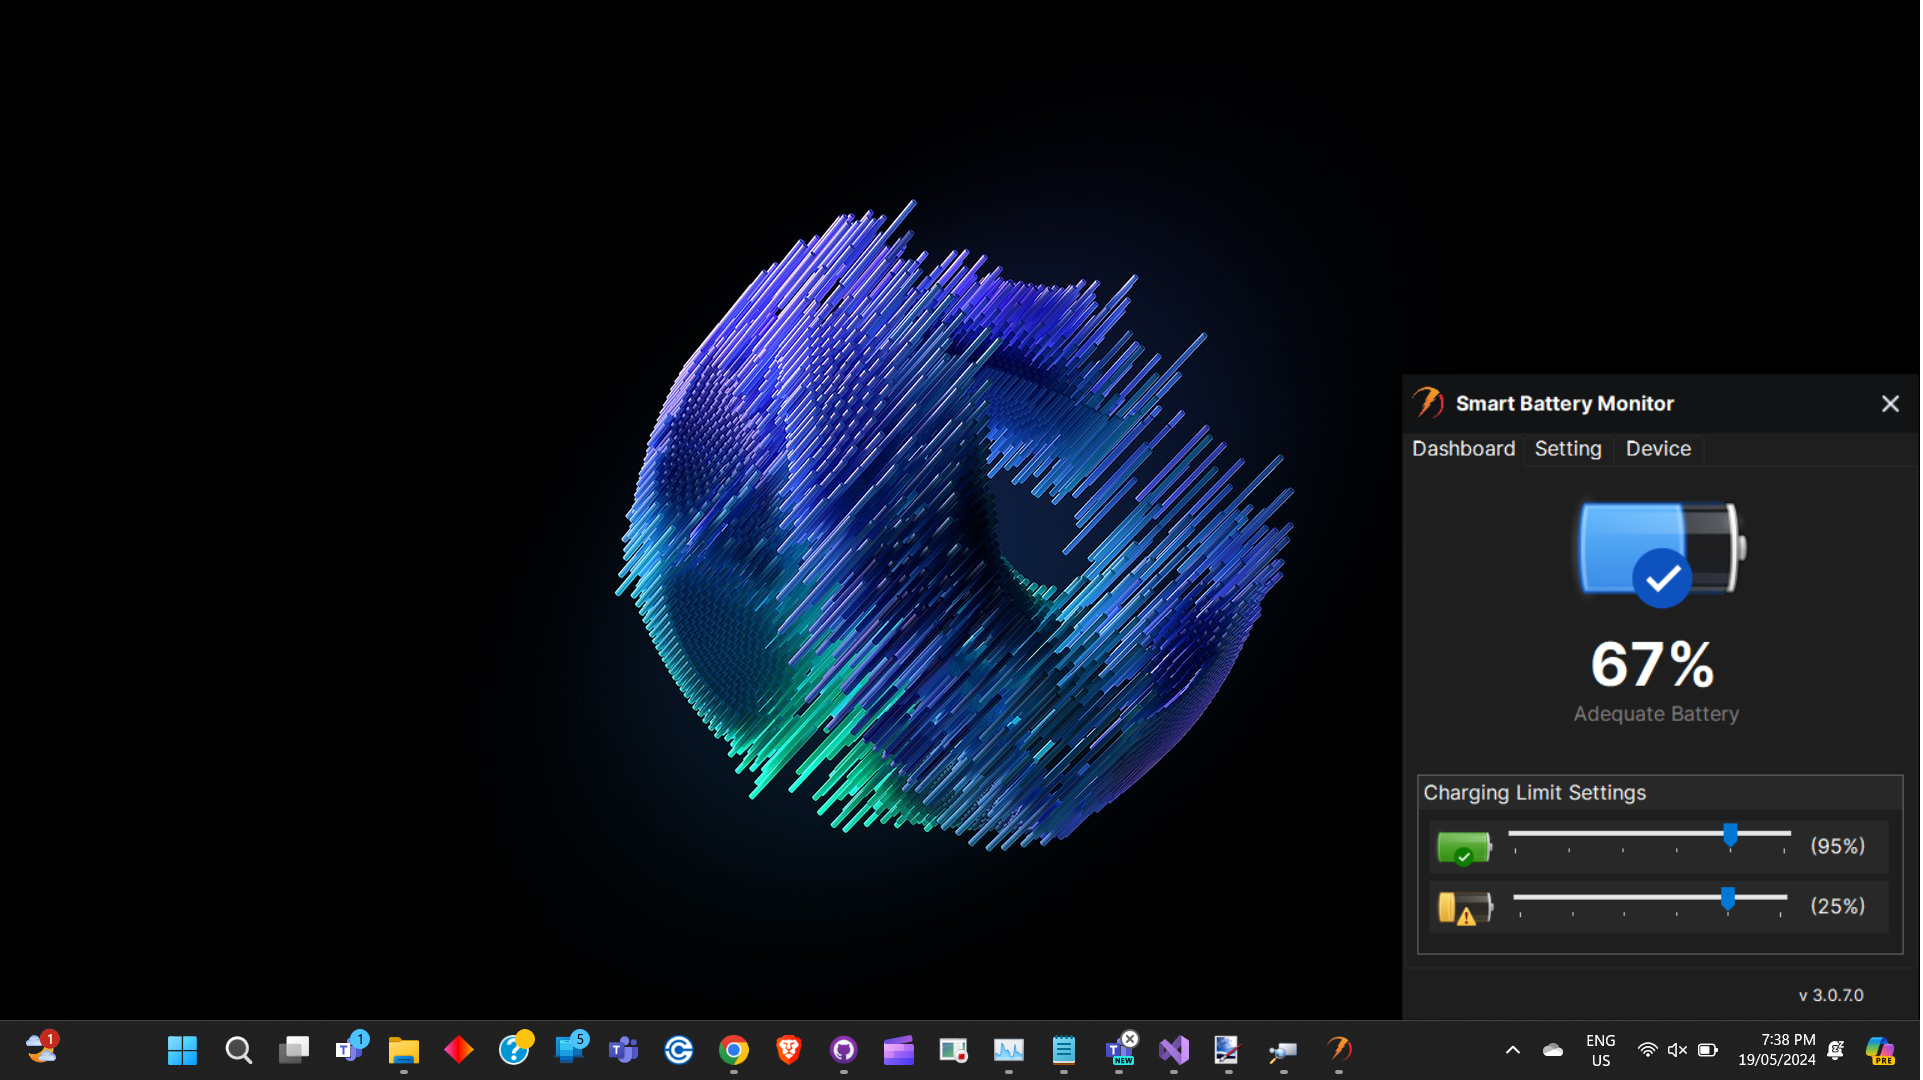 Smart Battery Monitor
Dashboard Setting Device
67%
Adequate Battery
Charging Limit Settings
(95%)
(25%)
v 3.0.7.0
1
1
5
NEW
ENG
US
7:38 PM
19/05/2024
PRE